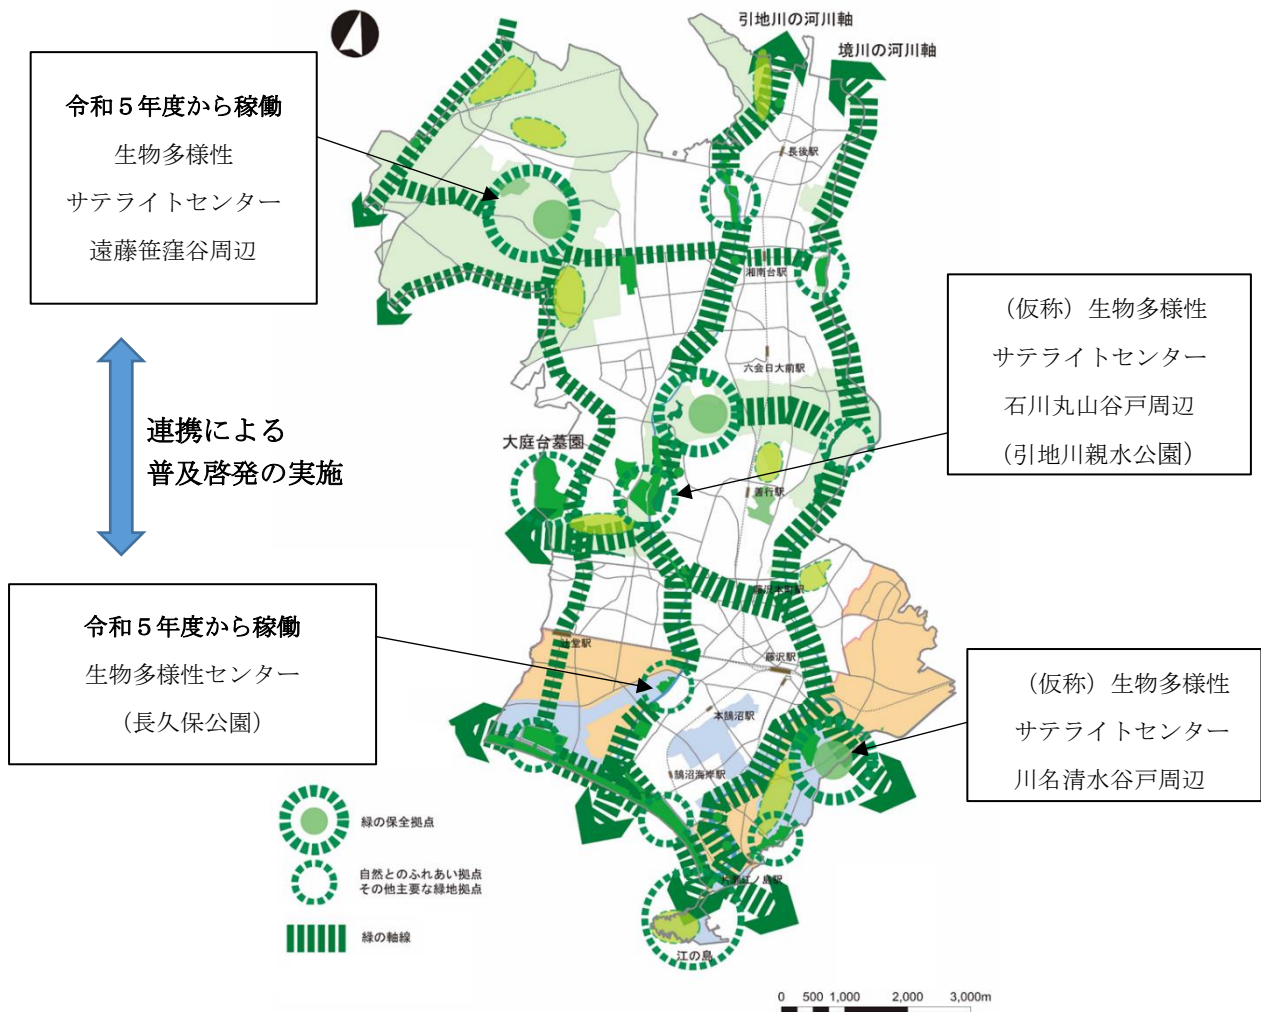 引地川の河川軸
境川の河川軸
令和５年度から稼働
生物多様性
サテライトセンター
遠藤笹窪谷周辺
長後駅
湘南台駅
（仮称）生物多様性
サテライトセンター
石川丸山谷戸周辺
(引地川親水公園）
六会日大前駅
連携による
普及啓発の実施
大庭台墓園
善行駅
藤沢本町駅
令和５年度から稼働
生物多様性センター
（長久保公園）
辻堂駅
藤沢駅
（仮称）生物多様性
サテライトセンター
川名清水谷戸周辺
本鵠沼駅
鵠沼海岸駅
片瀬江ノ島駅
江の島
緑の保全拠点
自然とのふれあい拠点
その他主要な緑地拠点
緑の軸線
0 500 1,000 2,000 3,000m